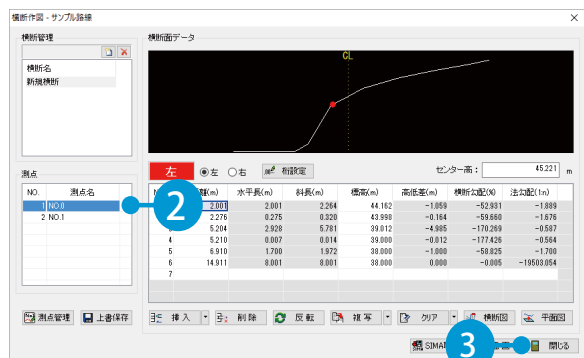 横断作図 - サンプル路線
横断管理
横断名
新規横断
測点
NO. 測点名
1 NO.0
2 NO.1
測点管理 上書保存
横断面データ
CL
左 左 右 桁設定 センター高： 45.221 m
距離(m) 水平長(m) 斜長(m) 標高(m) 高低差(m) 横断勾配(%) 法勾配(1:n)
2.001 2.001 2.264 44.162 -1.059 -52.931 -1.889
2.276 0.275 0.320 43.998 -0.164 -59.660 -1.676
3 5.204 2.928 5.781 39.012 -4.985 -170.269 -0.587
4 5.210 0.007 0.014 39.000 -0.012 -177.426 -0.564
5 6.910 1.700 1.972 38.000 -1.000 -58.825 -1.700
6 14.911 8.001 8.001 38.000 0.000 -0.005 -19503.054
7
2
挿入 削除 反転 複写 クリア 横断図 平面図
SIMA 閉じる
3